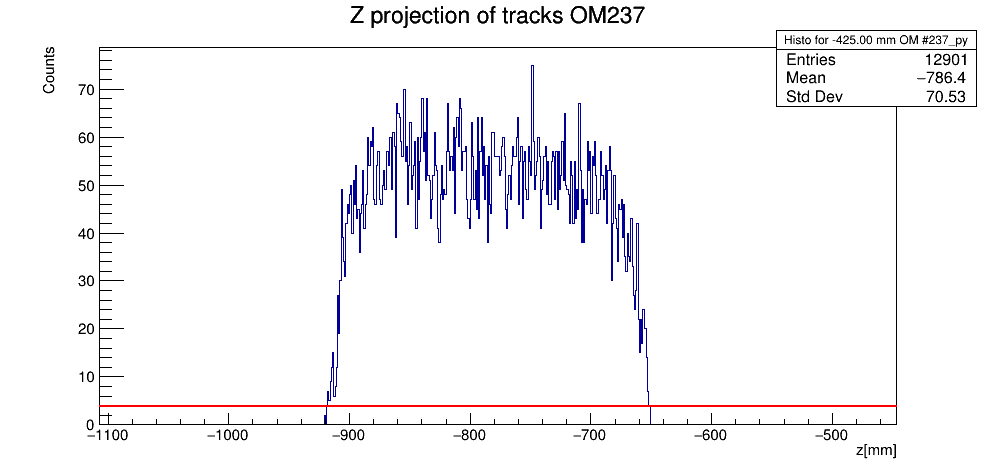 Z projection of tracks OM237
Histo for -425.00 mm OM #237_py
Entries 12901
Mean −786.4
Std Dev 70.53
Counts
70
60
50
40
30
20
10
0
−1100 −1000 −900 −800 −700 −600 −500
z[mm]